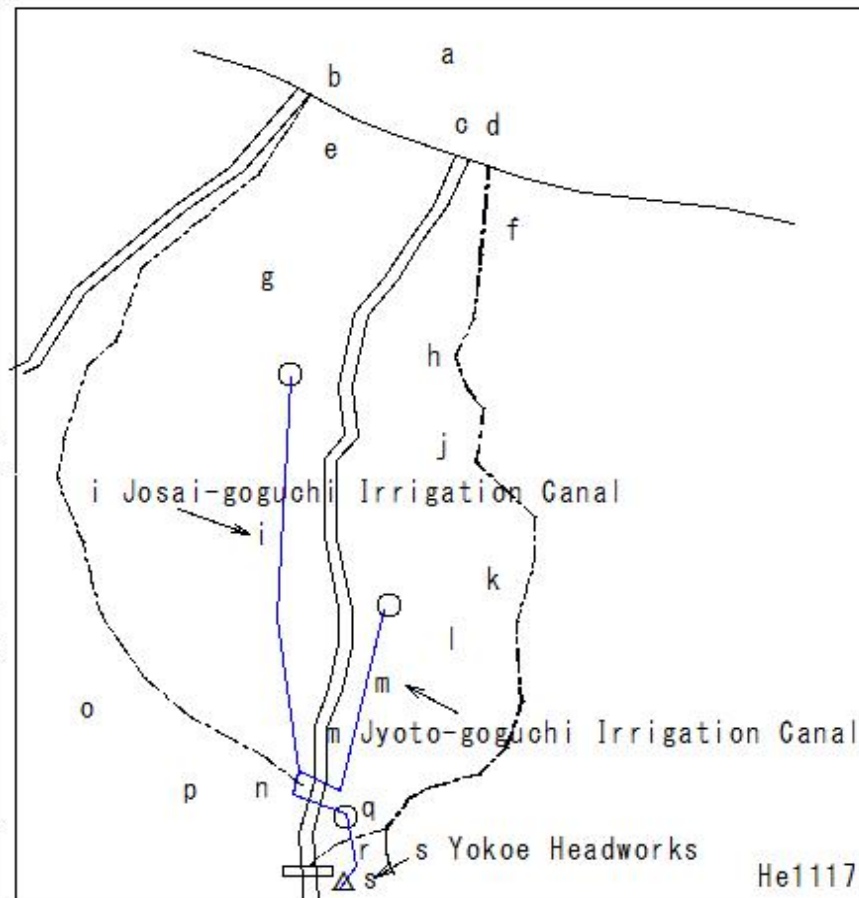 a
b
c d
e
f
g
h
j
i Josai-goguchi Irrigation Canal
i
k
l
m
o
m Jyoto-goguchi Irrigation Canal
p n
q
r s Yokoe Headworks
s
He1117